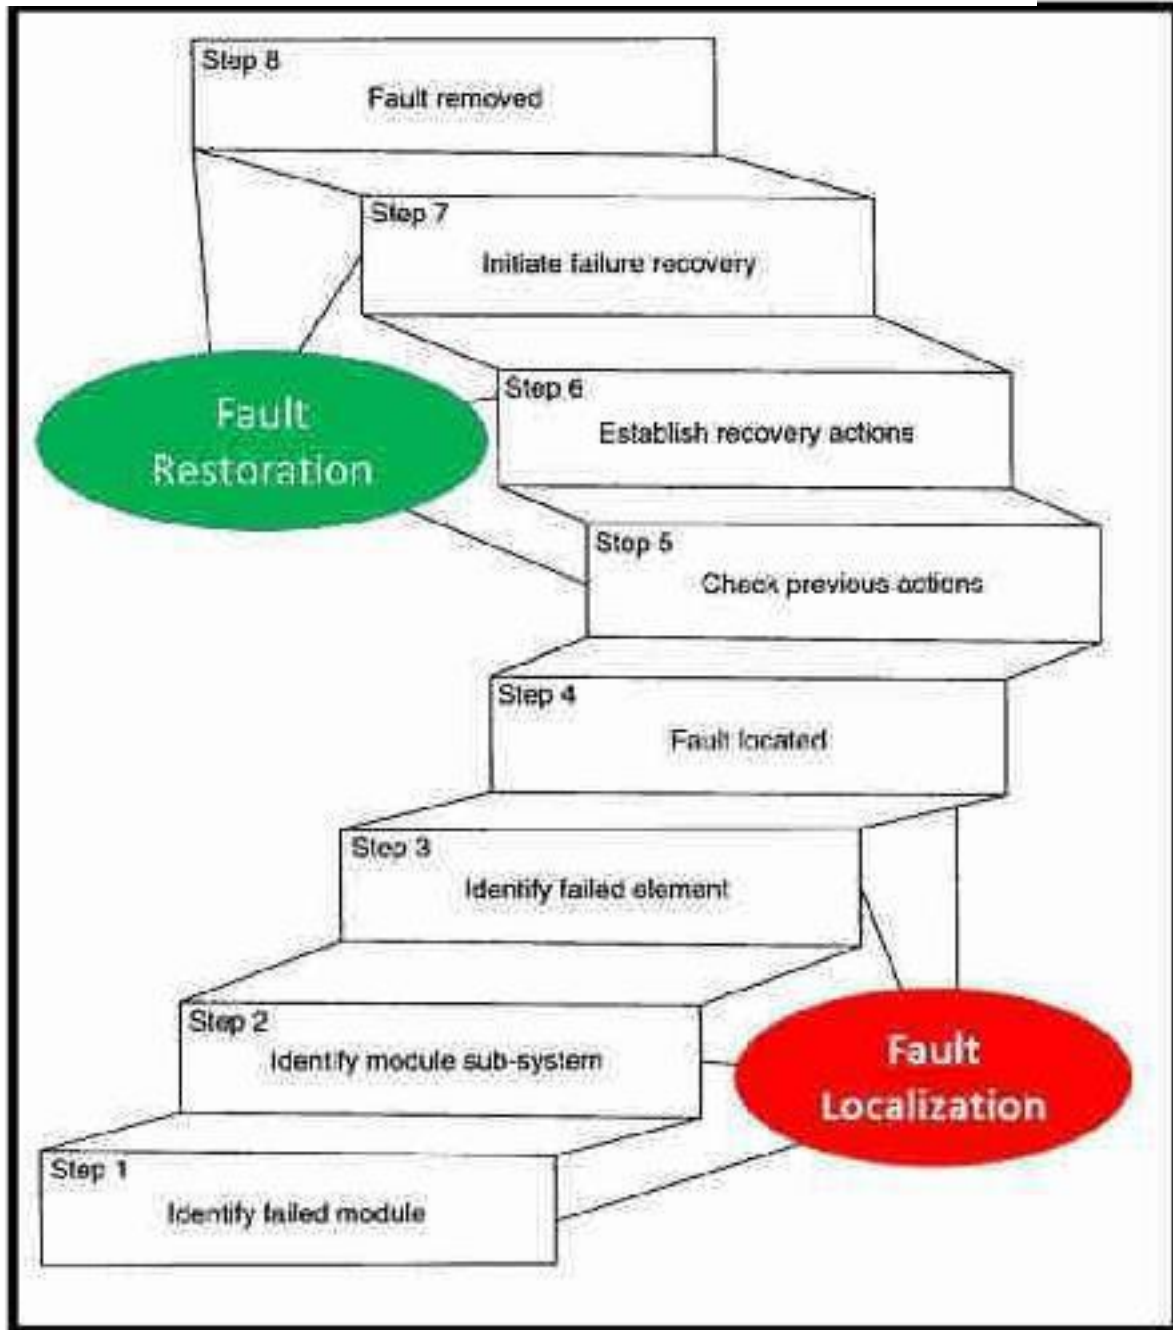 Step 8
Fault removed
Step 7
Initiate failure recovery
Fault
Restoration
Step 6
Establish recovery actions
Step 5
Check previous actions
Step 4
Fault located
Step 3
Identify failed element
Step 2
Identify module sub-system
Fault
Localization
Step 1
Identify failed module